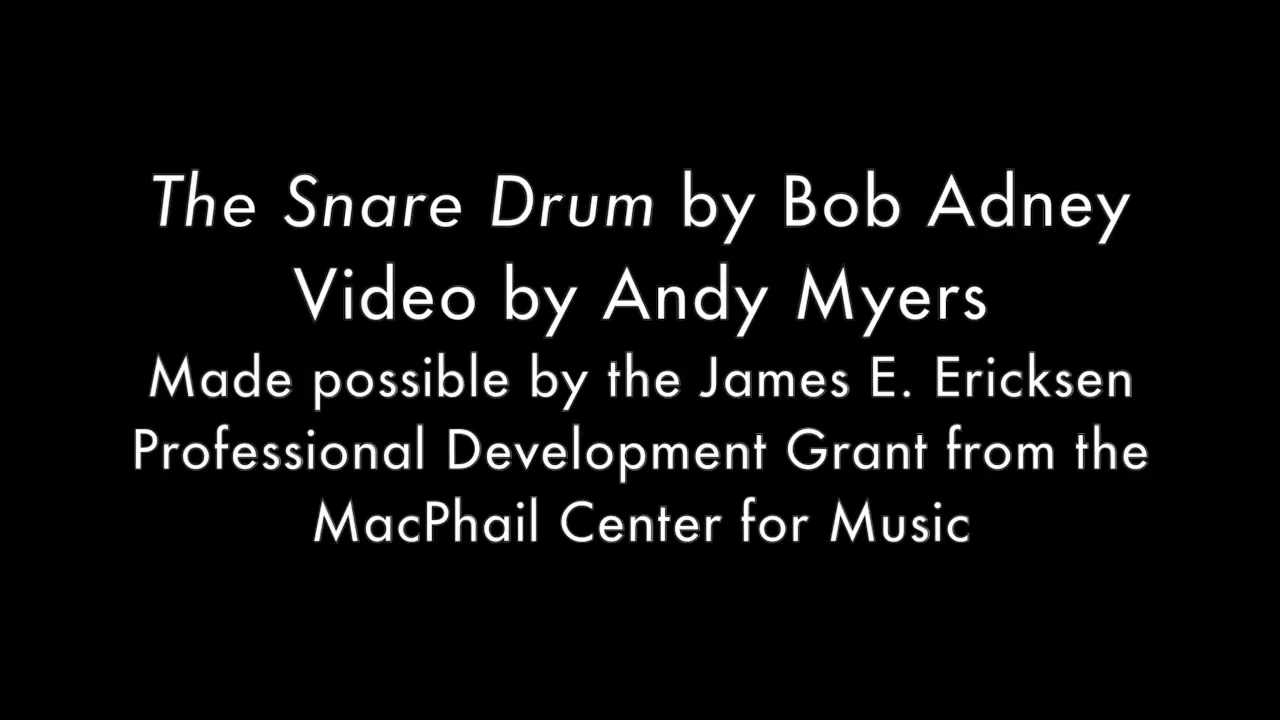 The Snare Drum by Bob Adney
Video by Andy Myers
Made possible by the James E. Ericksen
Professional Development Grant from the
MacPhail Center for Music